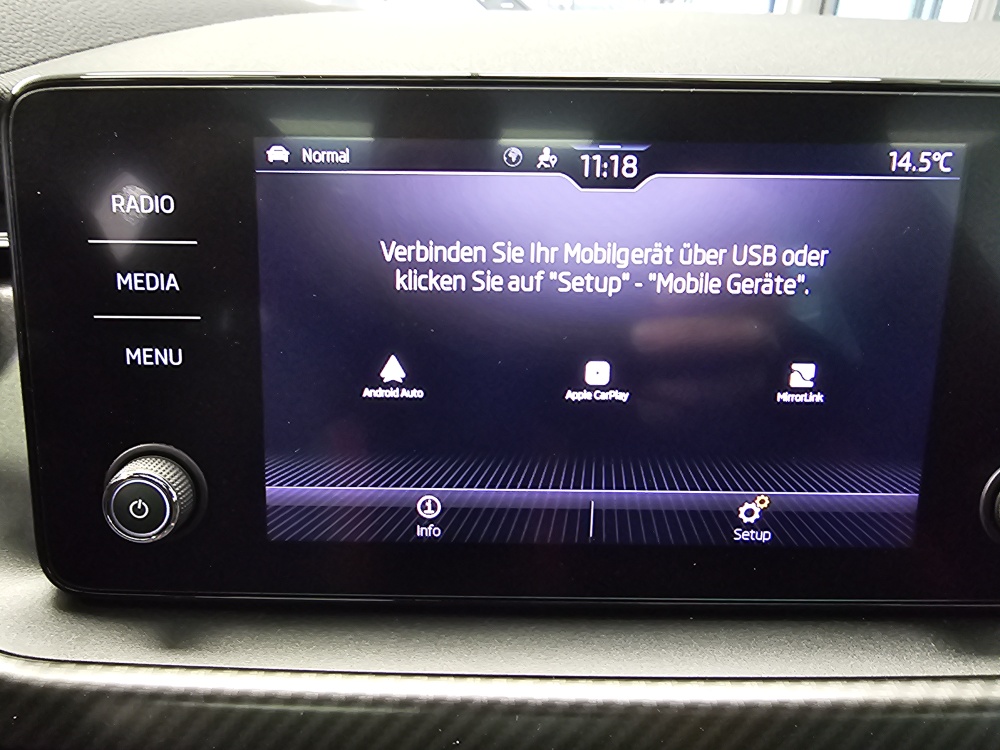 Normal
11:18
14.5°C
RADIO
MEDIA
MENU
Verbinden Sie Ihr Mobilgerät über USB oder
klicken Sie auf "Setup" - "Mobile Geräte".
Android Auto
Apple CarPlay
MirrorLink
Info
Setup